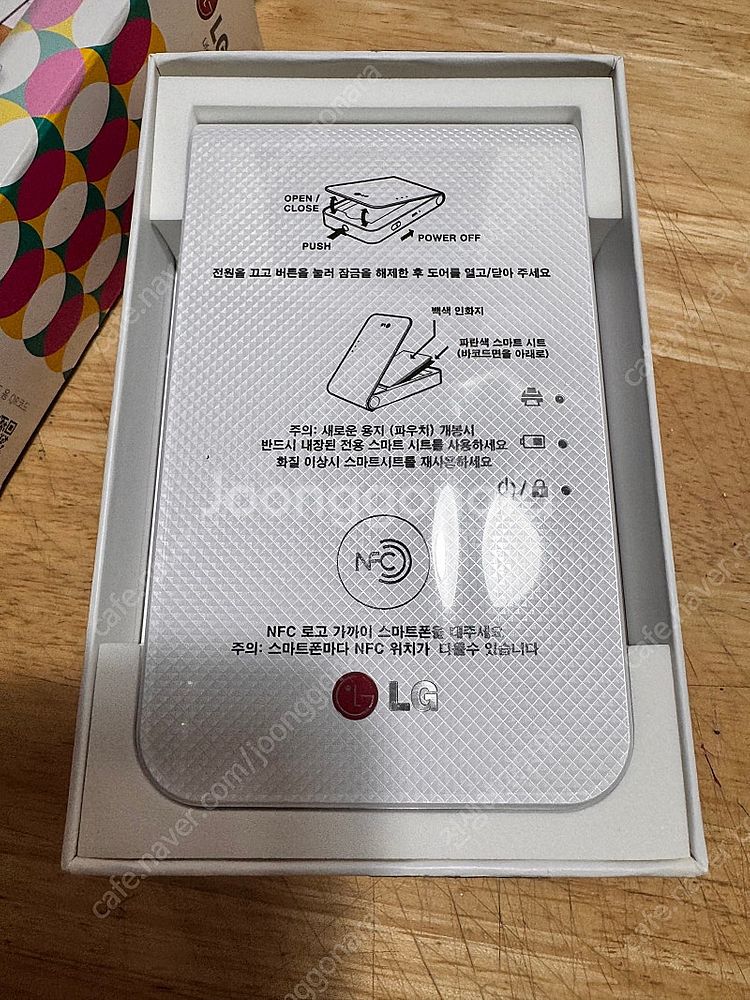 LG
OPEN /
CLOSE
PUSH
POWER OFF
전원을 끄고 버튼을 눌러 잠금을 해제한 후 도어를 열고/닫아 주세요
백색 인화지
파란색 스마트 시트
(바코드면을 아래로)
주의: 새로운 용지 (파우치) 개봉시
반드시 내장된 전용 스마트 시트를 사용하세요
화질 이상시 스마트시트를 재사용하세요
Joonggonara
NFC
NFC 로고 가까이 스마트폰을 대주세요
주의: 스마트폰마다 NFC 위치가 다를수 있습니다
LG
cafe.naver.com/joonggonara